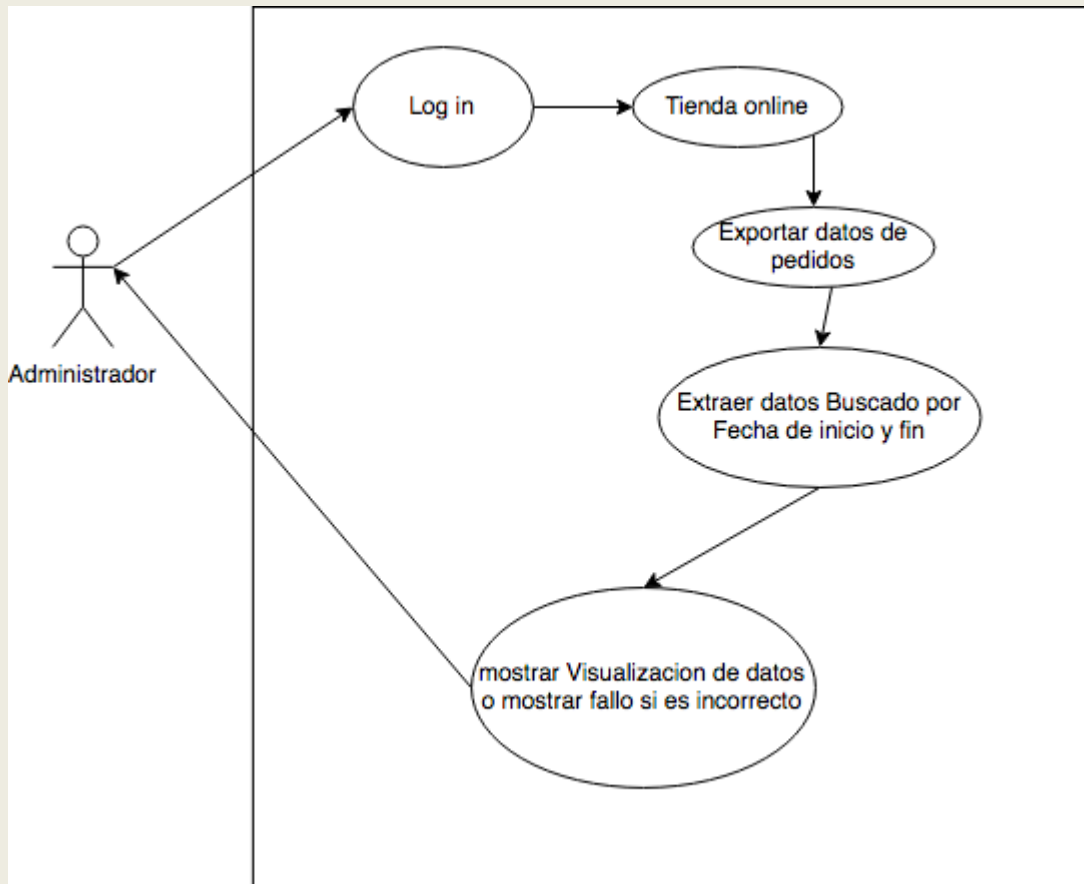 Log in
Tienda online
Exportar datos de
pedidos
Administrador
Extraer datos Buscado por
Fecha de inicio y fin
mostrar Visualizacion de datos
o mostrar fallo si es incorrecto